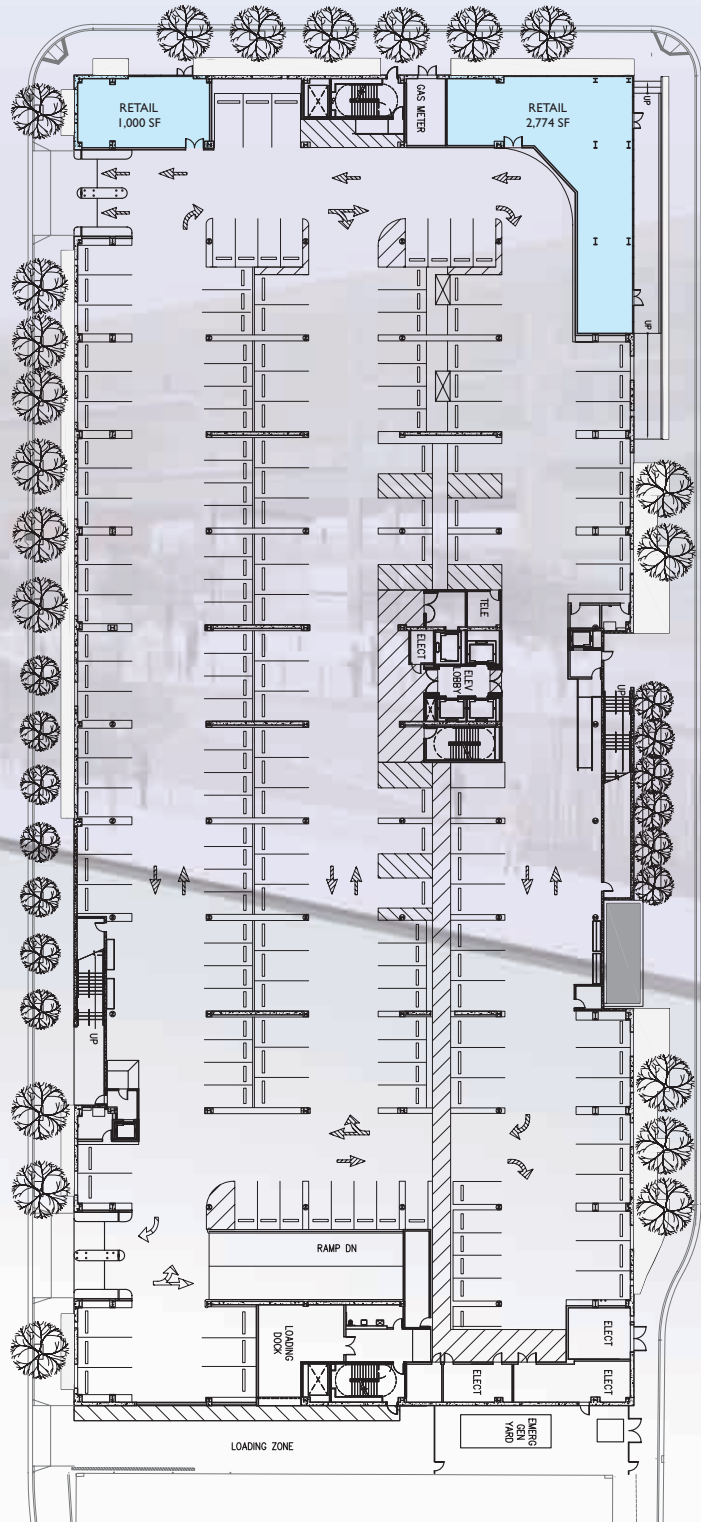 RETAIL
1,000 SF
GAS METER
RETAIL
2,774 SF
UP
UP
TELE
ELECT
ELEV
LOBBY
UP
UP
RAMP DN
LOADING
DOCK
ELECT
ELECT
ELECT
EMERG
GEN
YARD
LOADING ZONE